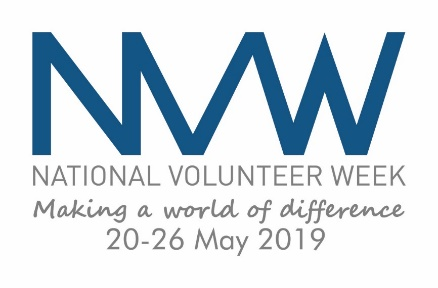 NVW
NATIONAL VOLUNTEER WEEK
Making a world of difference
20-26 May 2019